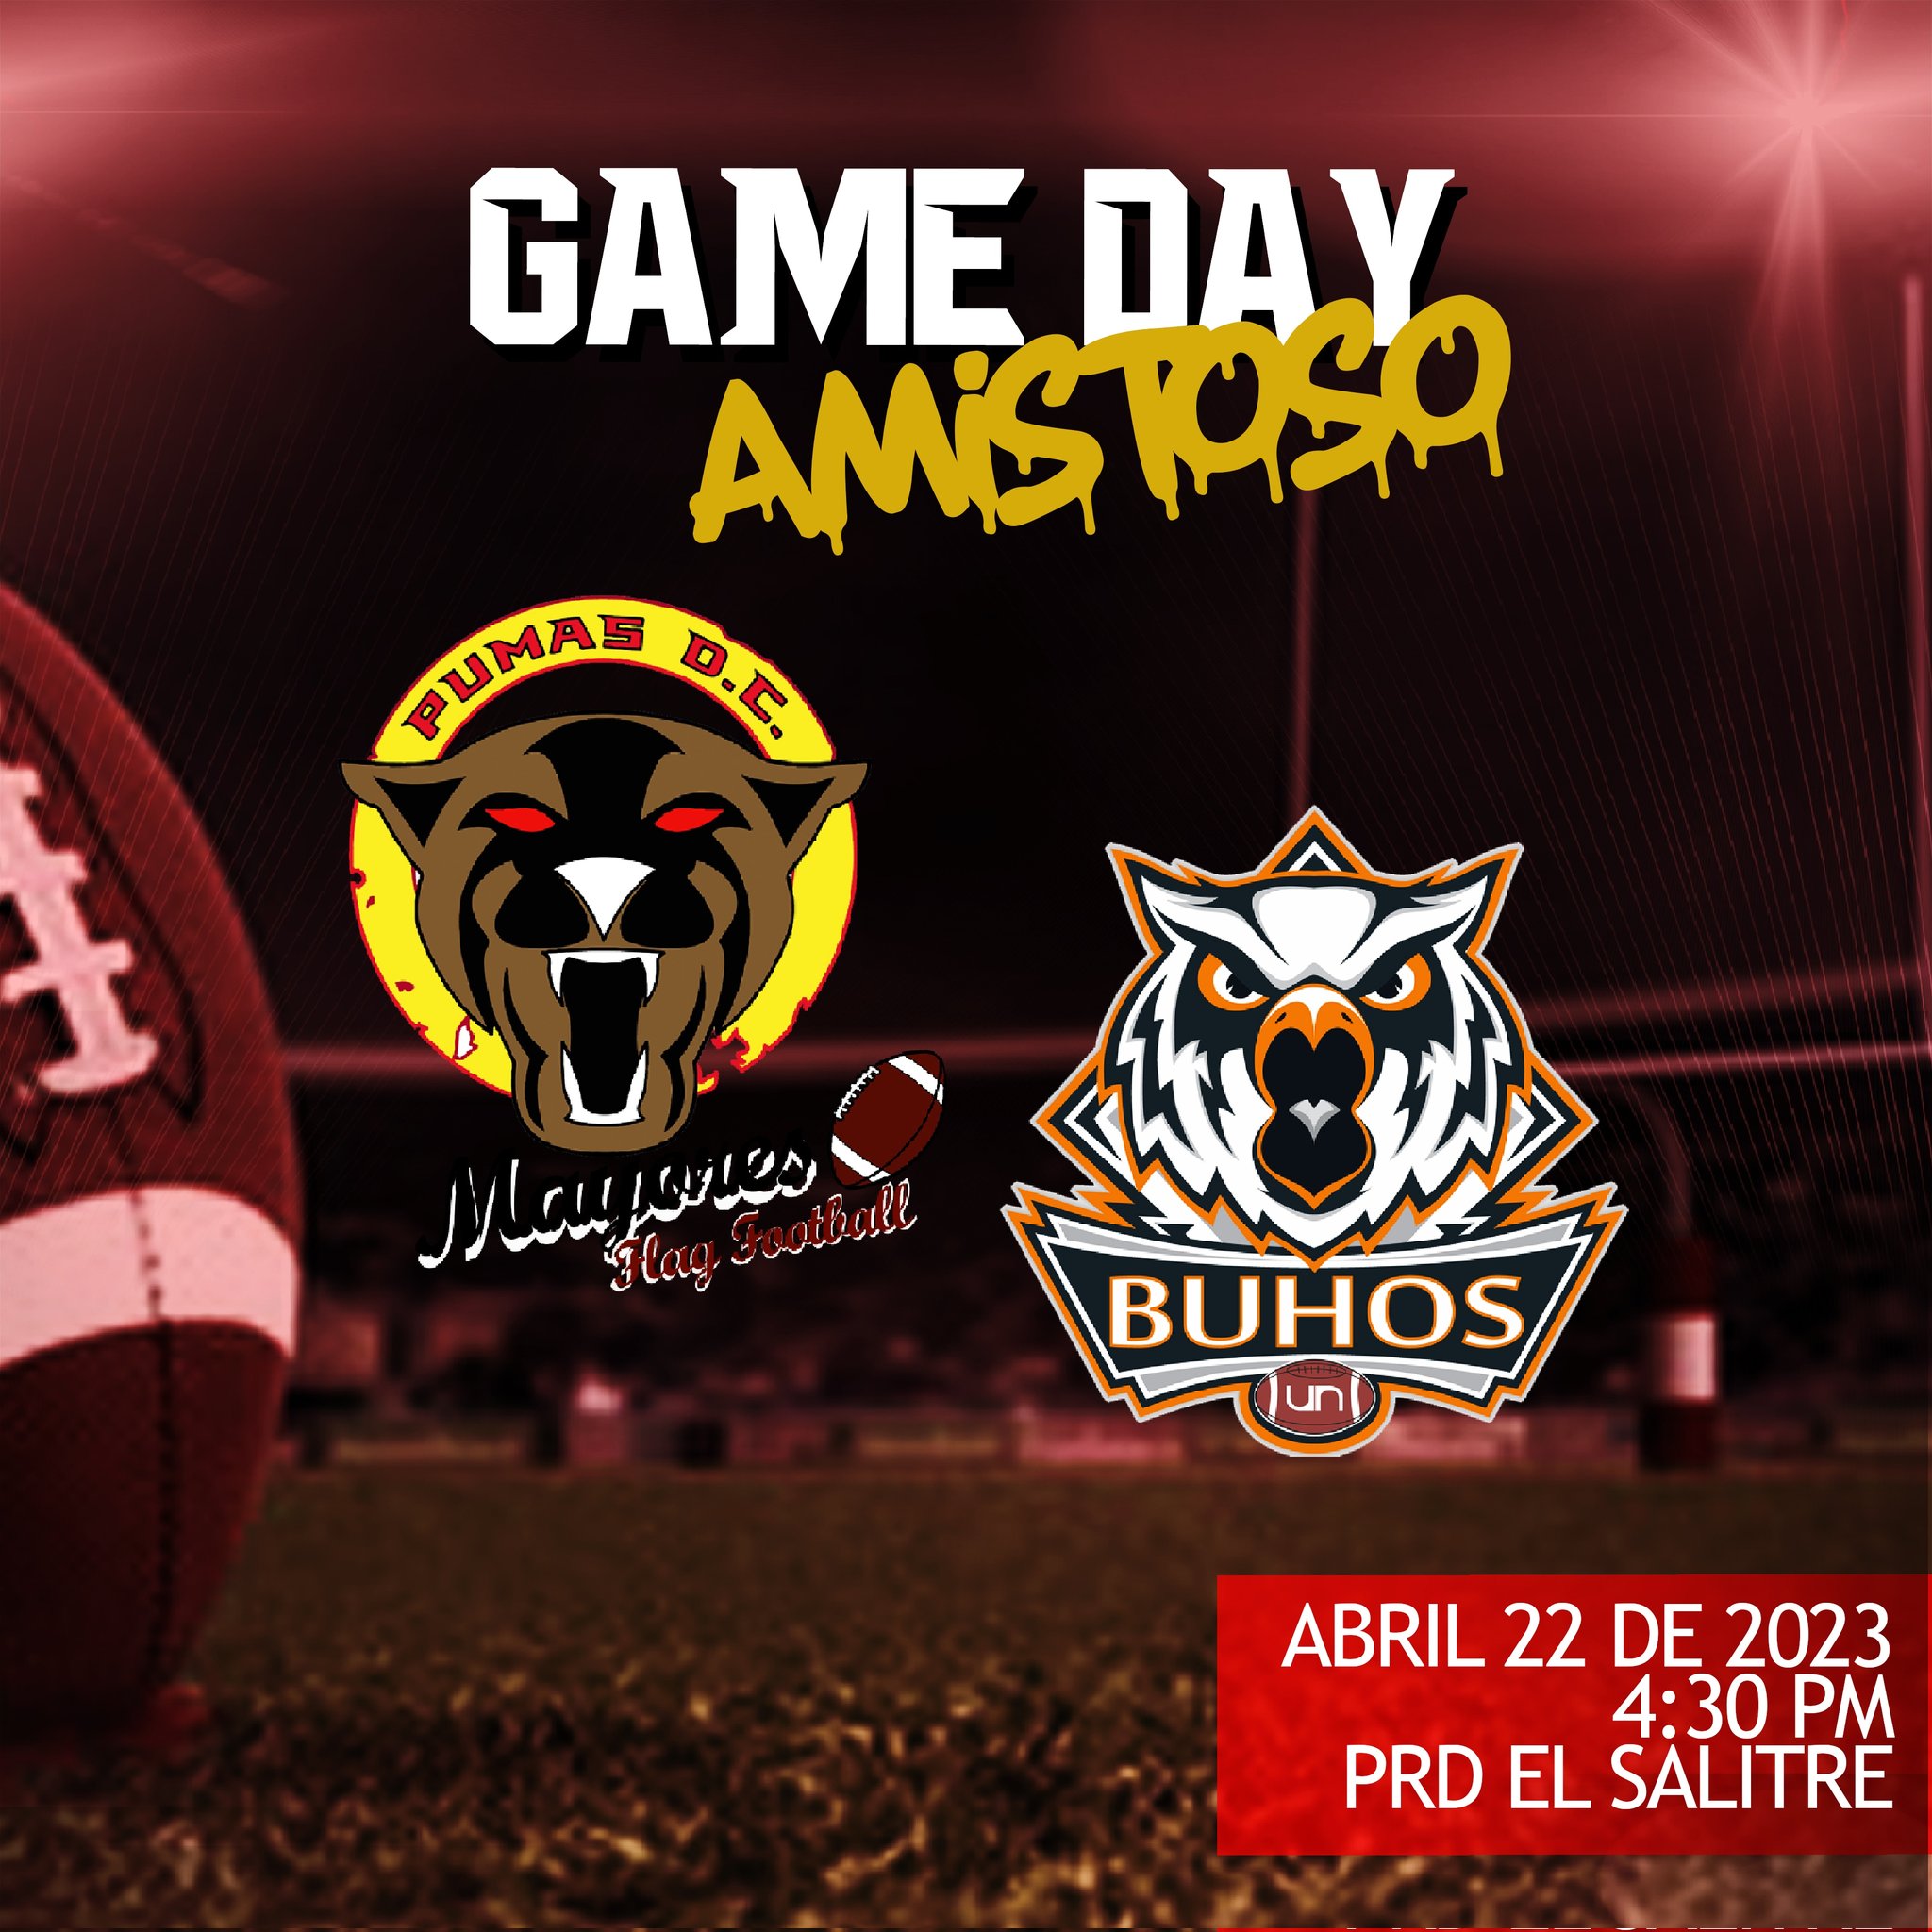 GAME DAY
AMiSTOSO
PUMAS D.C.
Mayores
Flag Football
BUHOS
un
ABRIL 22 DE 2023
4:30 PM
PRD EL SALITRE